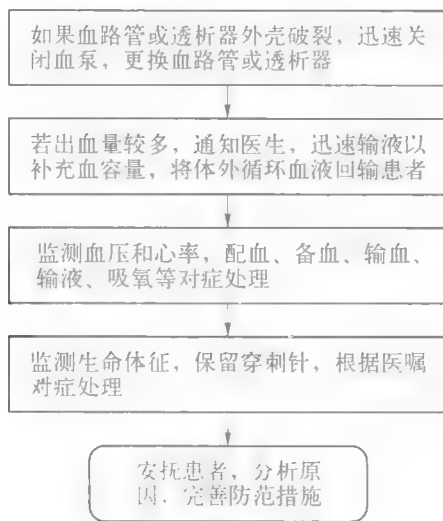 如果血路管或透析器外壳破裂，迅速关
闭血泵，更换血路管或透析器
若出血量较多，通知医生，迅速输液以
补充血容量，将体外循环血液回输患者
监测血压和心率，配血、备血、输血、
输液、吸氧等对症处理
监测生命体征，保留穿刺针，根据医嘱
对症处理
安抚患者，分析原
因，完善防范措施